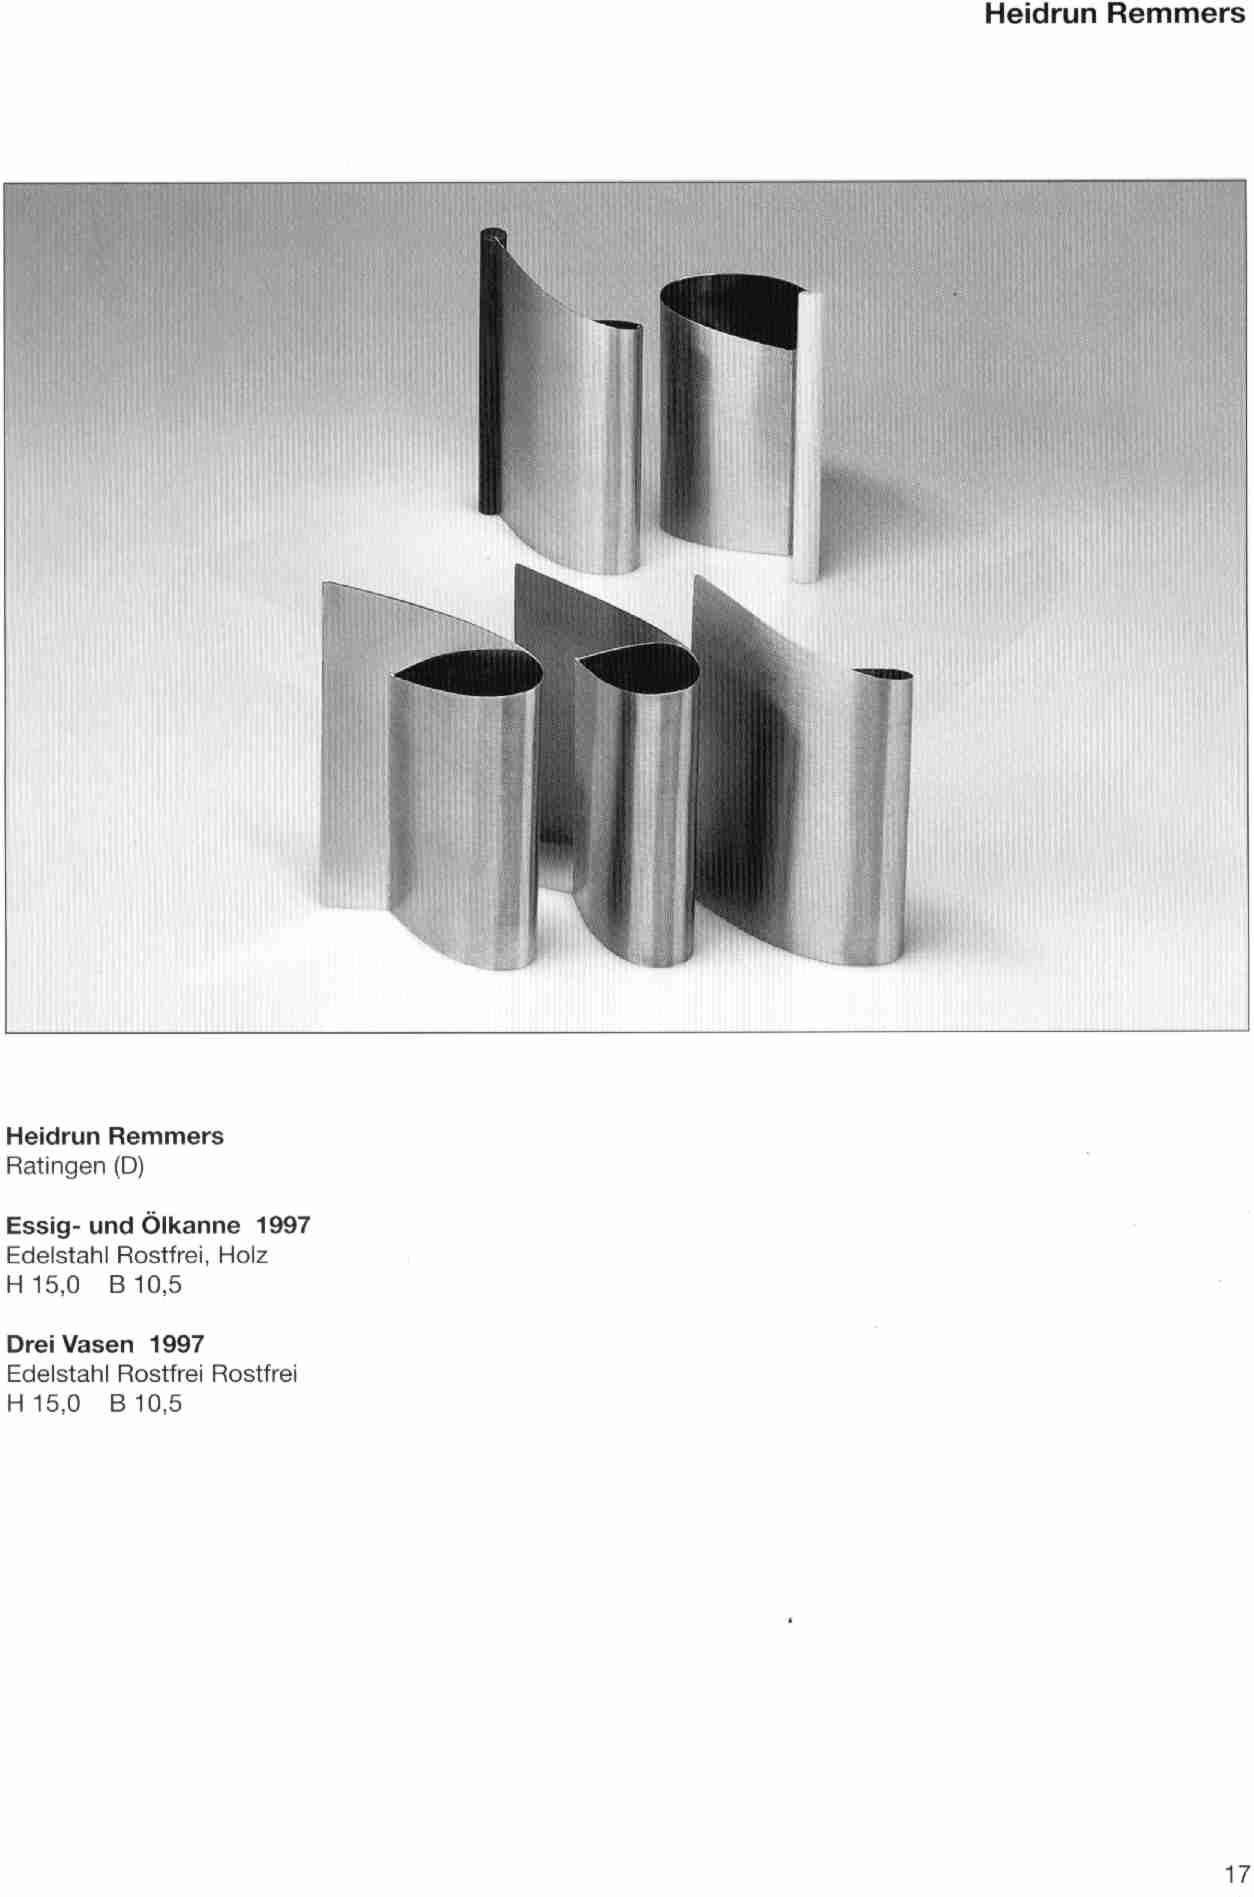 Heidrun Remmers
Heidrun Remmers
Ratingen (D)
Essig- und Ölkanne 1997
Edelstahl Rostfrei, Holz
H 15,0 B 10,5
Drei Vasen 1997
Edelstahl Rostfrei Rostfrei
H 15,0 B 10,5
17